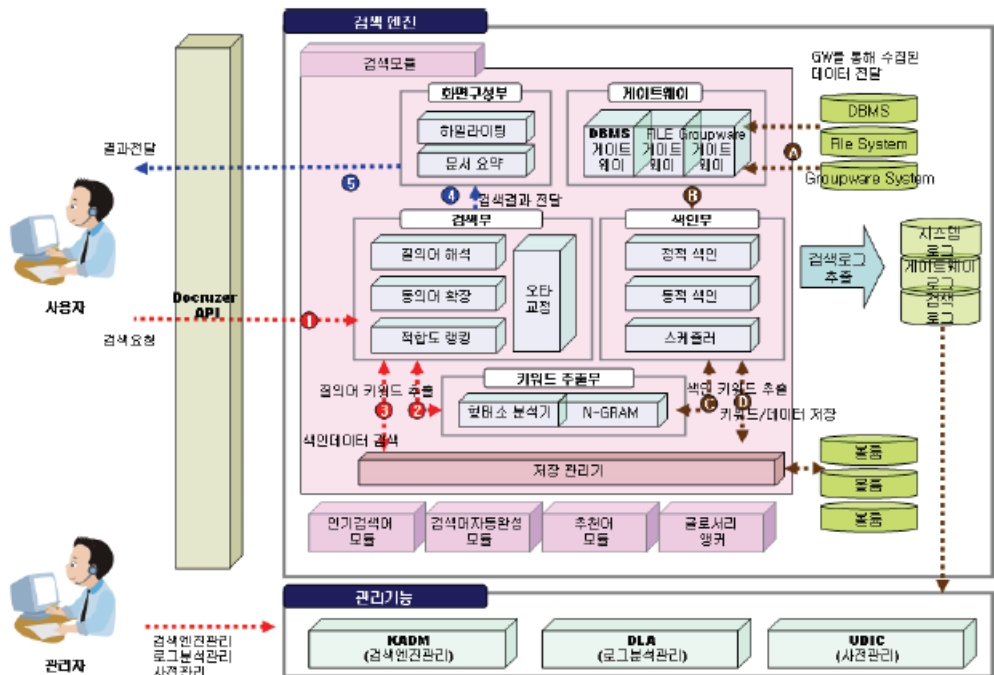 검색 엔진
검색모듈
GW를 통해 수집된
데이터 전달
화면구성부
게이트웨이
하일라이팅
문서 요약
DBMS
게이트
웨이
FILE
게이트
웨이
Groupware
게이트
웨이
DBMS
File System
Groupware System
A
결과전달
5
4
검색결과 전달
B
검색부
색인부
질의어 해석
동의어 확장
적합도 랭킹
오타
교정
정적 색인
동적 색인
스케쥴러
검색로그
추출
시스템
로그
게이트웨이
로그
검색
로그
사용자
Docruzer
API
1
검색요청
질의어 키워드 추출
키워드 추출부
색인 키워드 추출
3
2
형태소 분석기
N-GRAM
C
D
키워드/데이터 저장
색인데이터 검색
저장 관리기
볼륨
볼륨
볼륨
인기검색어
모듈
검색어자동완성
모듈
추천어
모듈
글로서리
앵커
관리기능
KADM
(검색엔진관리)
DLA
(로그분석관리)
UDIC
(사전관리)
관리자
검색엔진관리
로그분석관리
사전관리